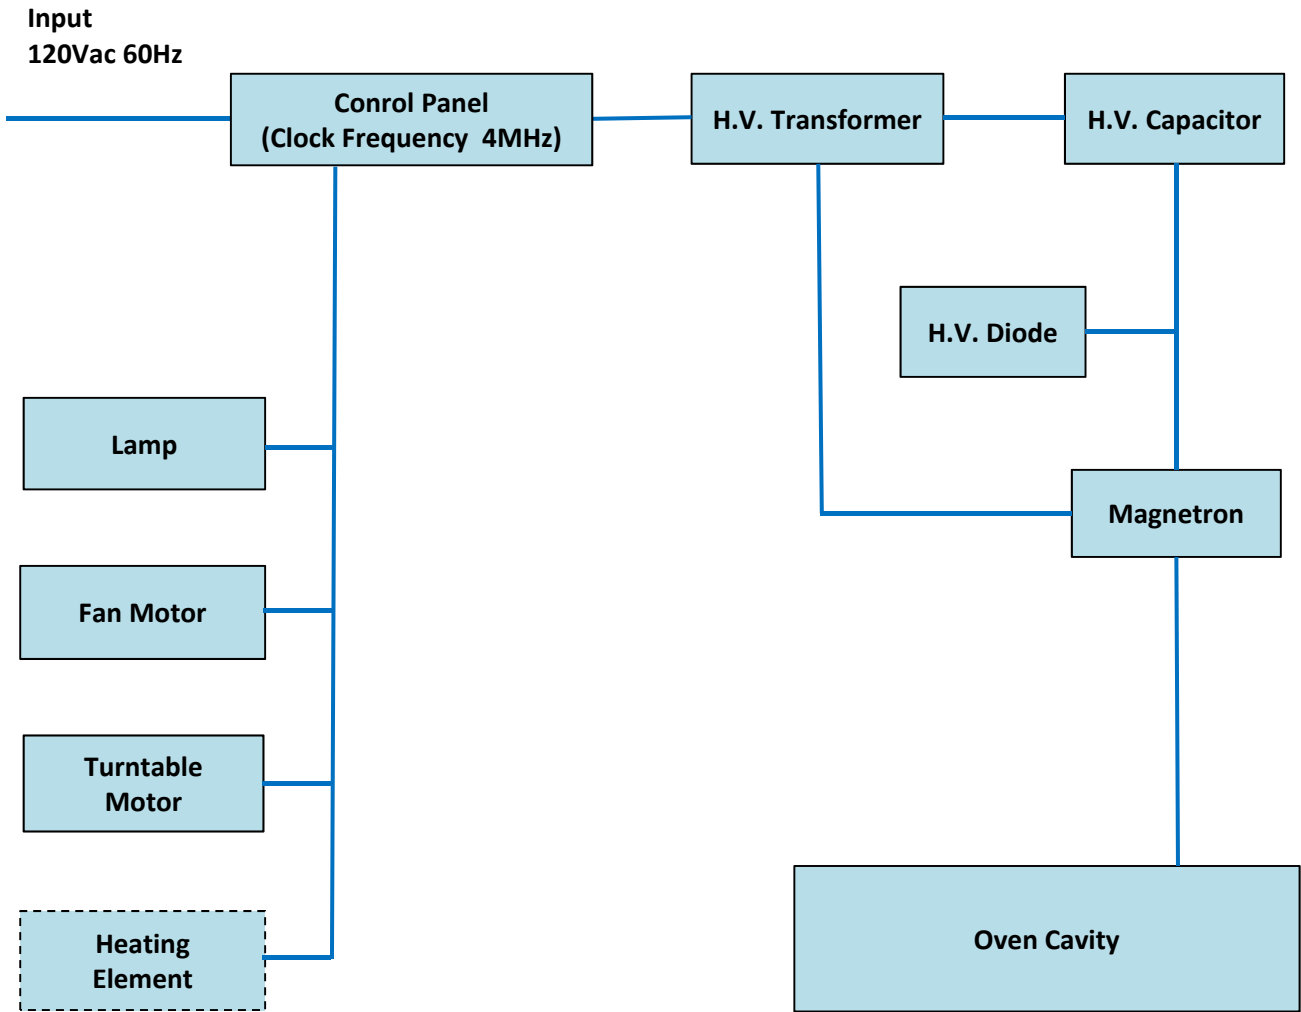 Input
120Vac 60Hz
Conrol Panel
(Clock Frequency 4MHz)
H.V. Transformer
H.V. Capacitor
H.V. Diode
Lamp
Magnetron
Fan Motor
Turntable
Motor
Heating
Element
Oven Cavity